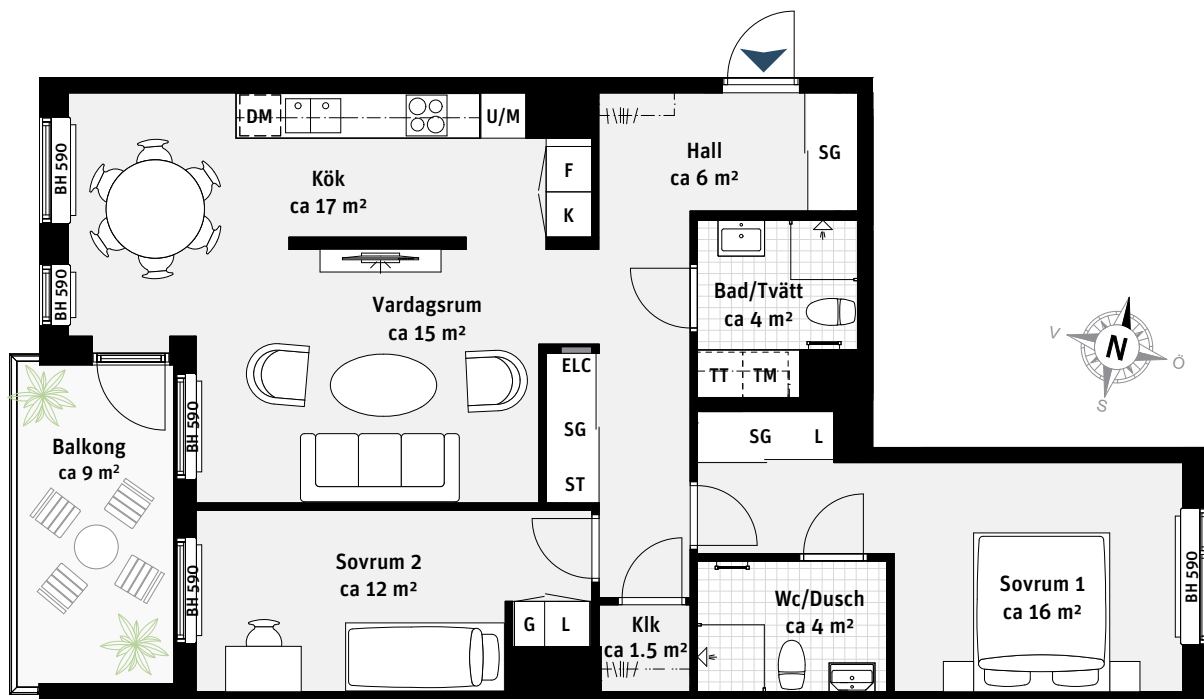 DM
U/M
BH 590
Kök
ca 17 m²
F
K
Hall
ca 6 m²
SG
BH 590
Vardagsrum
ca 15 m²
Bad/Tvätt
ca 4 m²
TT
TM
N
V
Ö
S
ELC
SG
ST
BH 590
Balkong
ca 9 m²
SG
L
Sovrum 2
ca 12 m²
BH 590
G
L
Klk
ca 1.5 m²
Wc/Dusch
ca 4 m²
Sovrum 1
ca 16 m²
BH 590